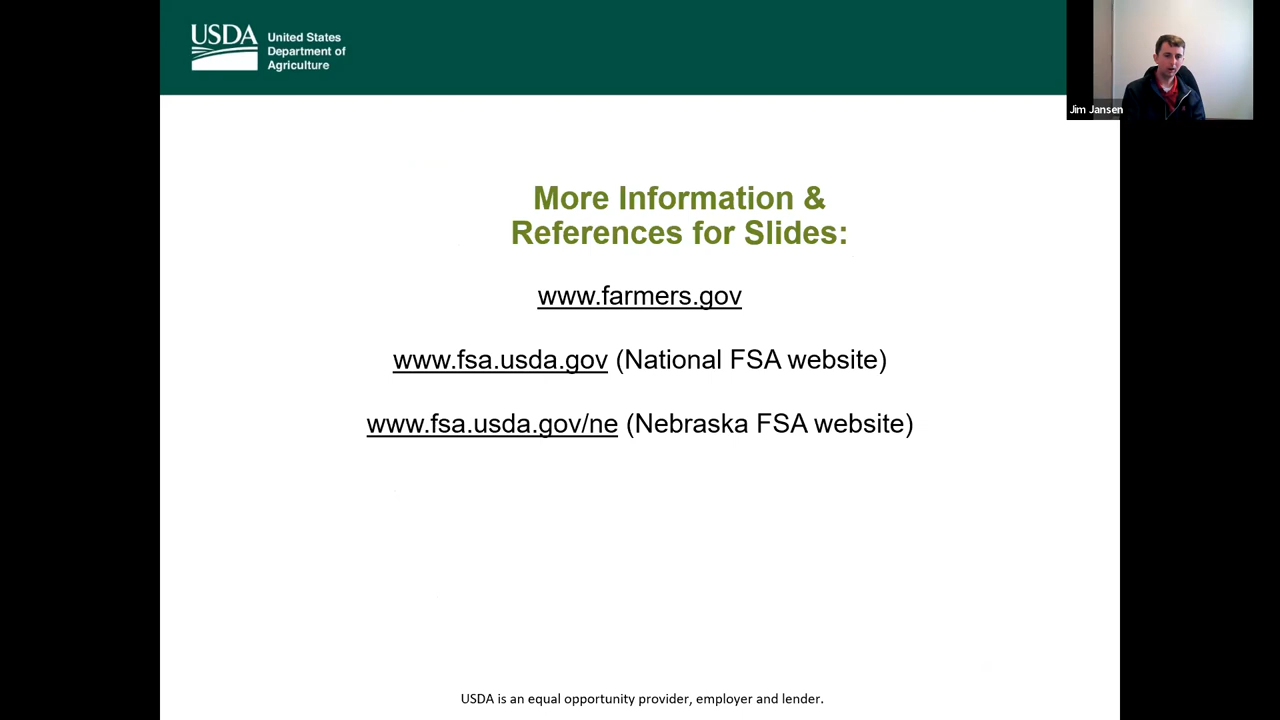 USDA
United States
Department of
Agriculture
Jim Jansen
More Information &
References for Slides:
www.farmers.gov
www.fsa.usda.gov (National FSA website)
www.fsa.usda.gov/ne (Nebraska FSA website)
USDA is an equal opportunity provider, employer and lender.